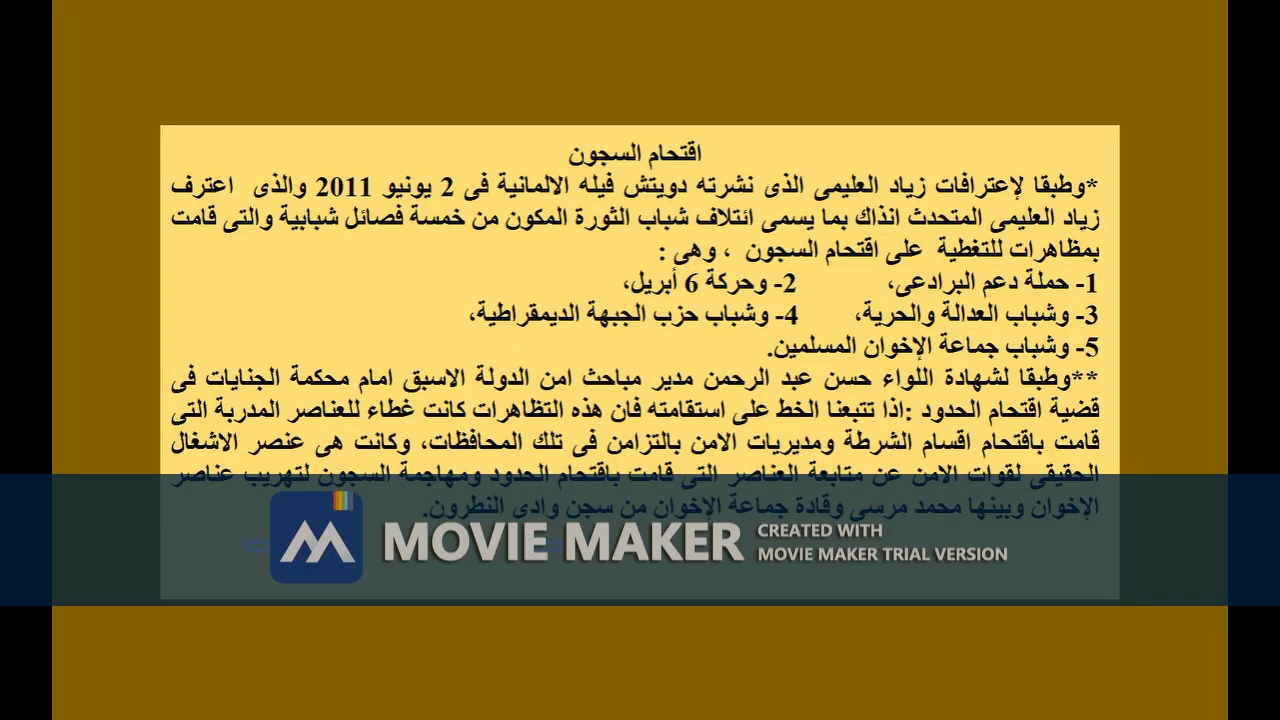 اقتحام السجون
*وطبقا لإعترافات زياد العليمى الذى نشرته دويتش فيله الالمانية فى 2 يونيو 2011 والذى اعترف
زياد العليمى المتحدث انذاك بما يسمى ائتلاف شباب الثورة المكون من خمسة فصائل شبابية والتى قامت
بمظاهرات للتغطية على اقتحام السجون ، وهى :
1- حملة دعم البرادعى، 2- وحركة 6 أبريل،
3- وشباب العدالة والحرية، 4- وشباب حزب الجبهة الديمقراطية،
5- وشباب جماعة الإخوان المسلمين.
**وطبقا لشهادة اللواء حسن عبد الرحمن مدير مباحث امن الدولة الاسبق امام محكمة الجنايات فى
قضية اقتحام الحدود :اذا تتبعنا الخط على استقامته فان هذه التظاهرات كانت غطاء للعناصر المدربة التى
قامت باقتحام اقسام الشرطة ومديريات الامن بالتزامن فى تلك المحافظات، وكانت هى عنصر الاشغال
الحقيقى لقوات الامن عن متابعة العناصر التى قامت باقتحام الحدود ومهاجمة السجون لتهريب عناصر
الإخوان وبينها محمد مرسى وقادة جماعة الإخوان من سجن وادى النطرون.
MOVIE MAKER
CREATED WITH
MOVIE MAKER TRIAL VERSION